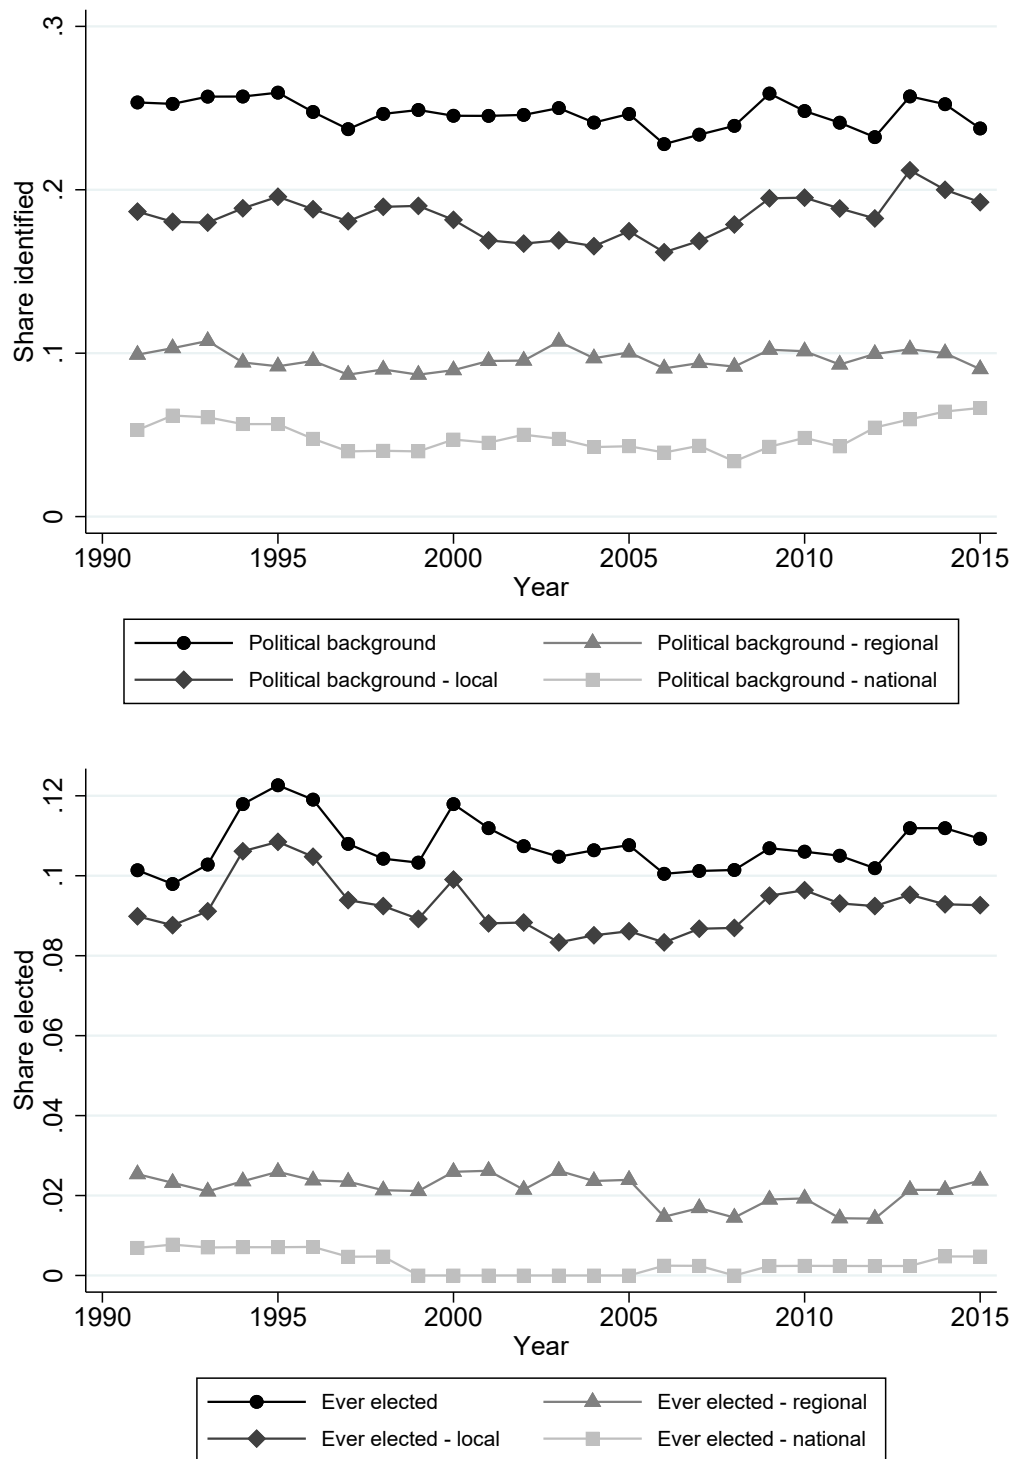 .3
.2
.1
0
Share identified
1990 1995 2000 2005 2010 2015
Year
Political background Political background - regional
Political background - local Political background - national
.12
.1
.08
.06
.04
.02
0
Share elected
1990 1995 2000 2005 2010 2015
Year
Ever elected Ever elected - regional
Ever elected - local Ever elected - national